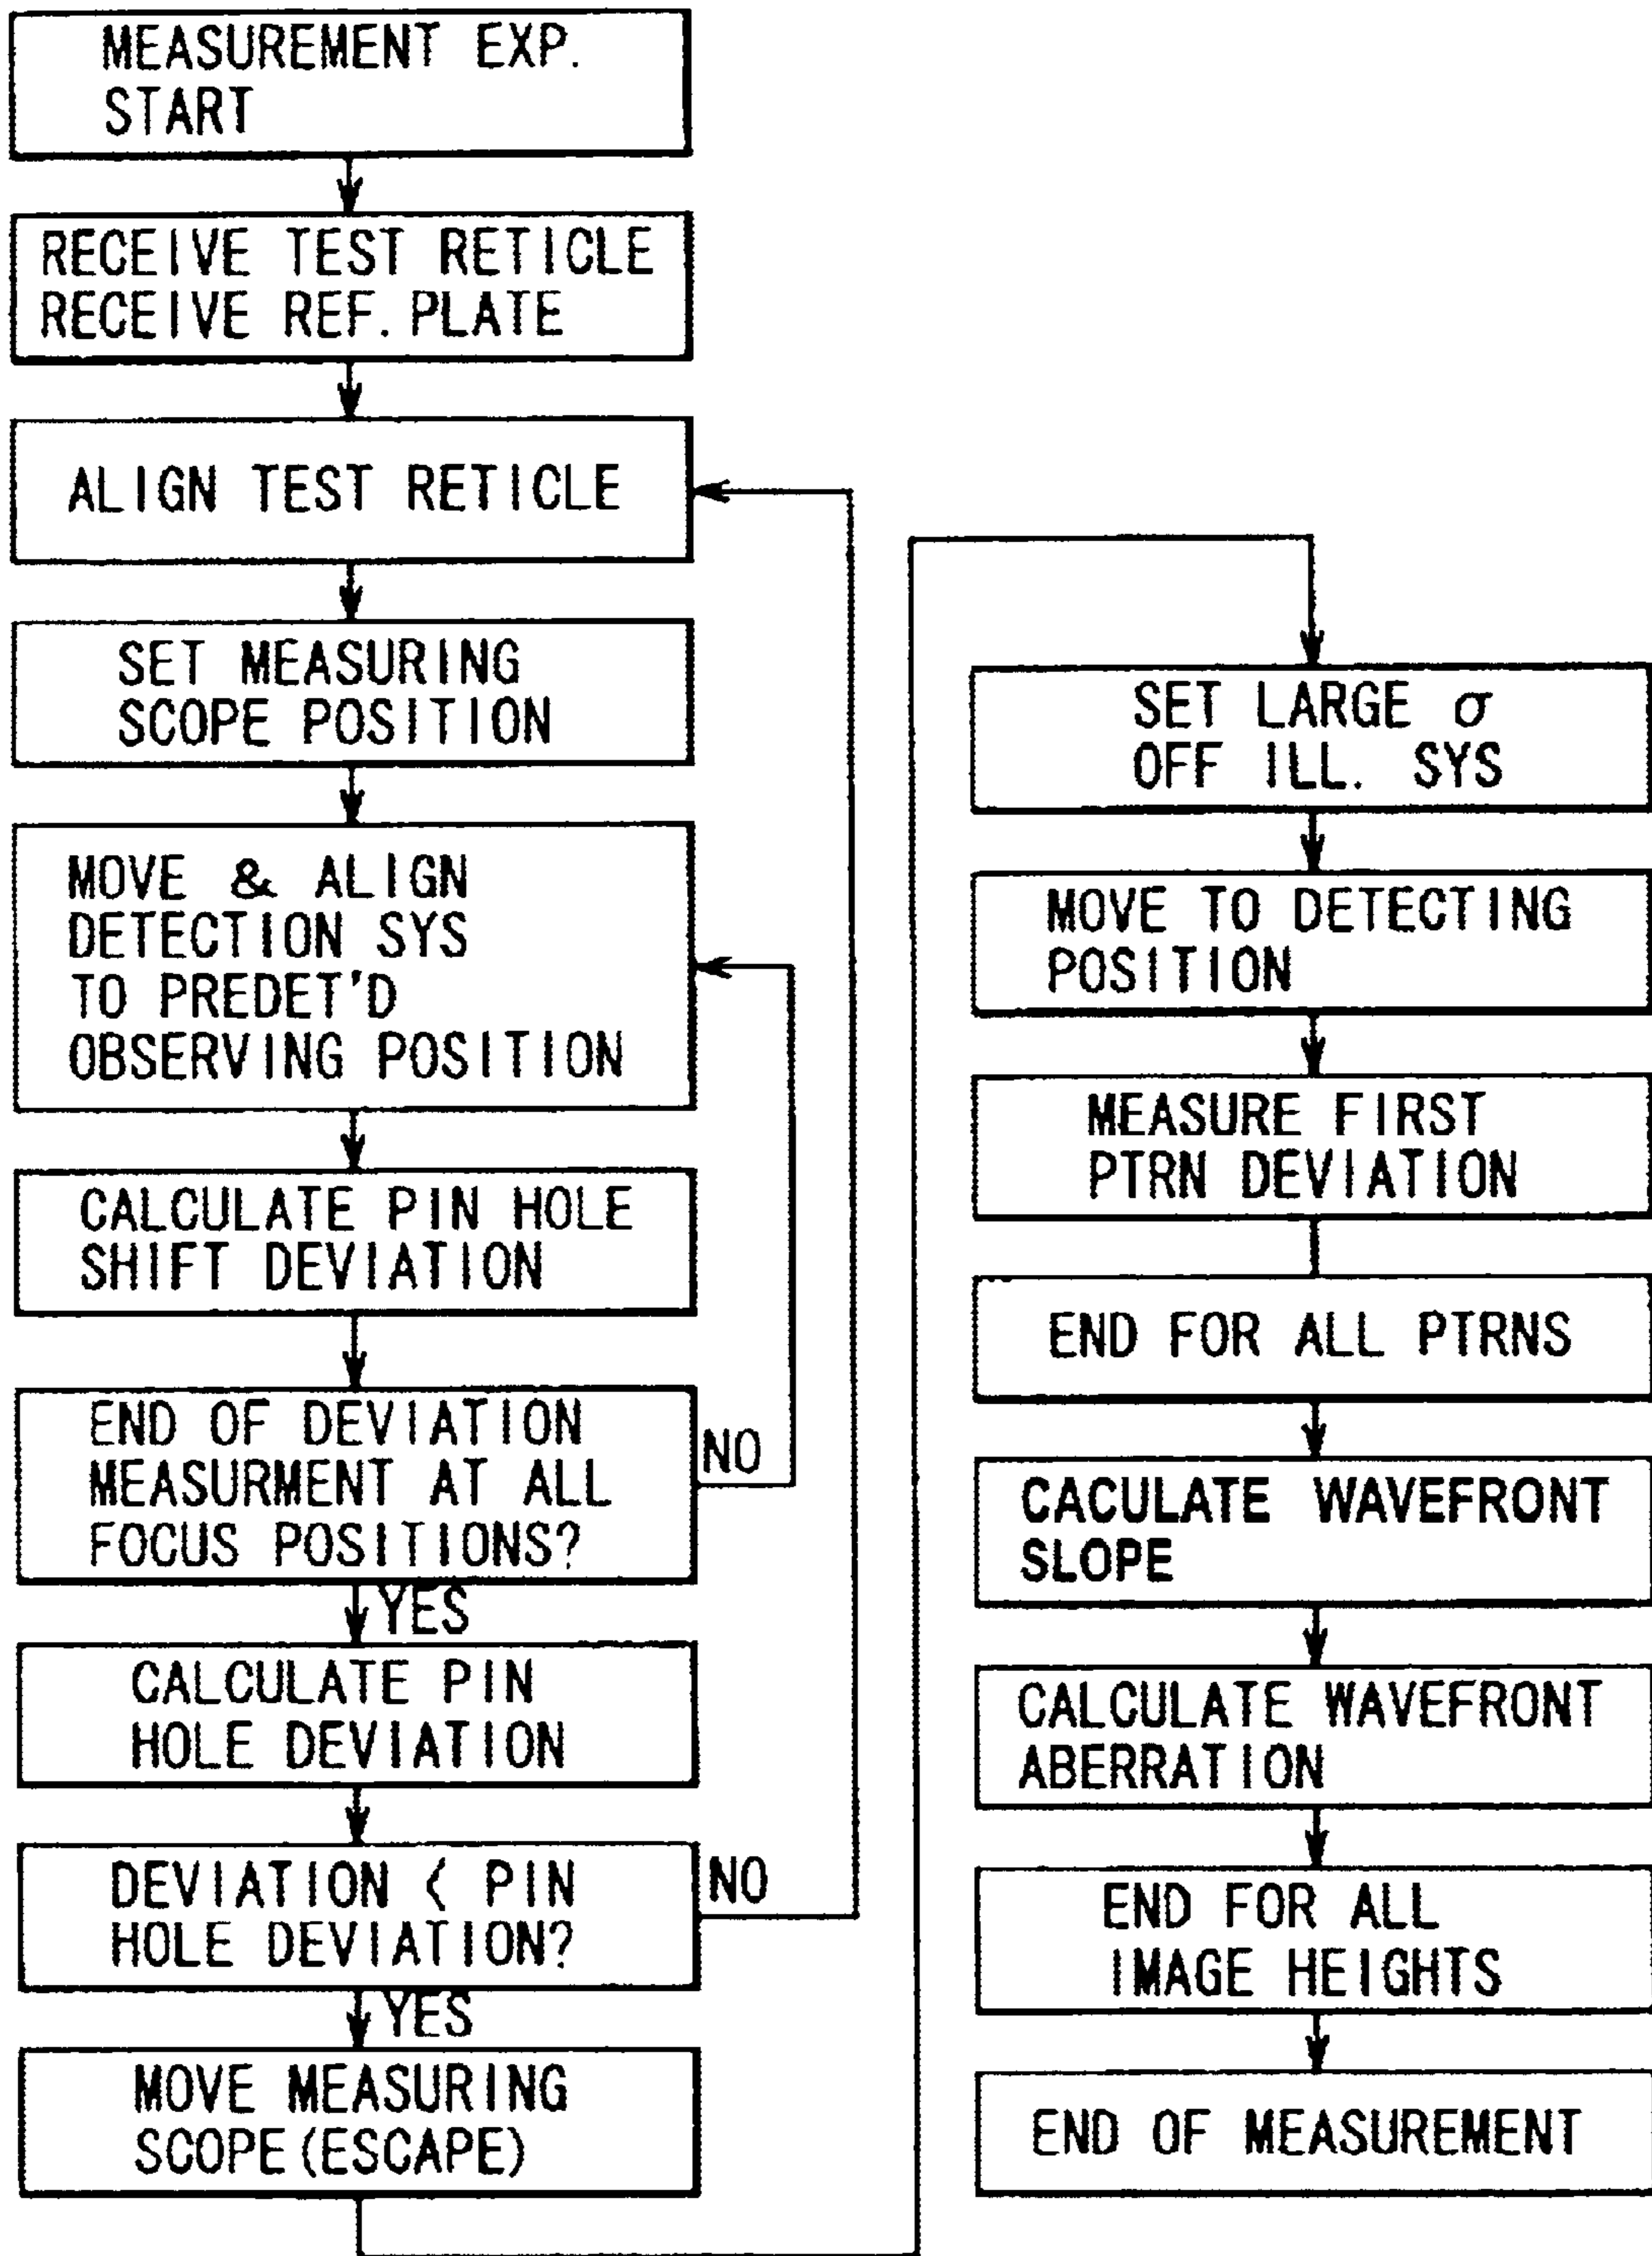 MEASUREMENT EXP.
START
RECEIVE TEST RETICLE
RECEIVE REF. PLATE
ALIGN TEST RETICLE
SET MEASURING
SCOPE POSITION
MOVE & ALIGN
DETECTION SYS
TO PREDET'D
OBSERVING POSITION
CALCULATE PIN HOLE
SHIFT DEVIATION
END OF DEVIATION
MEASURMENT AT ALL
FOCUS POSITIONS?
NO
YES
CALCULATE PIN
HOLE DEVIATION
DEVIATION < PIN
HOLE DEVIATION?
NO
YES
MOVE MEASURING
SCOPE (ESCAPE)
SET LARGE σ
OFF ILL. SYS
MOVE TO DETECTING
POSITION
MEASURE FIRST
PTRN DEVIATION
END FOR ALL PTRNS
CACULATE WAVEFRONT
SLOPE
CALCULATE WAVEFRONT
ABERRATION
END FOR ALL
IMAGE HEIGHTS
END OF MEASUREMENT